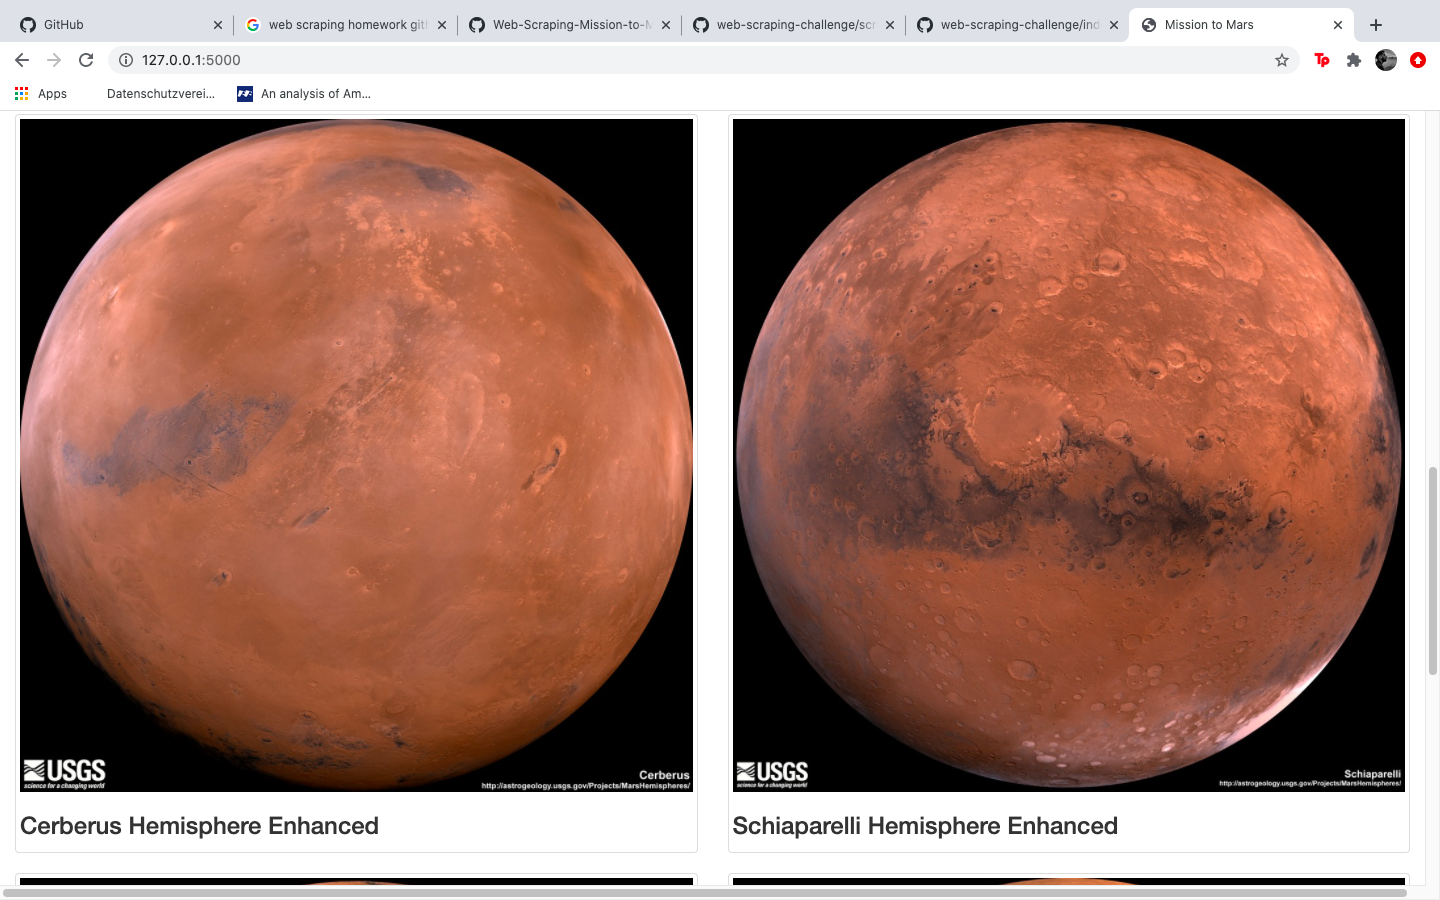 GitHub
web scraping homework git
Web-Scraping-Mission-to-M
web-scraping-challenge/scr
web-scraping-challenge/ind
Mission to Mars
127.0.0.1:5000
Tp
Apps
Datenschutzverei...
An analysis of Am...
USGS
science for a changing world
Cerberus
http://astrogeology.usgs.gov/Projects/MarsHemispheres/
USGS
science for a changing world
Schiaparelli
http://astrogeology.usgs.gov/Projects/MarsHemispheres/
Cerberus Hemisphere Enhanced
Schiaparelli Hemisphere Enhanced